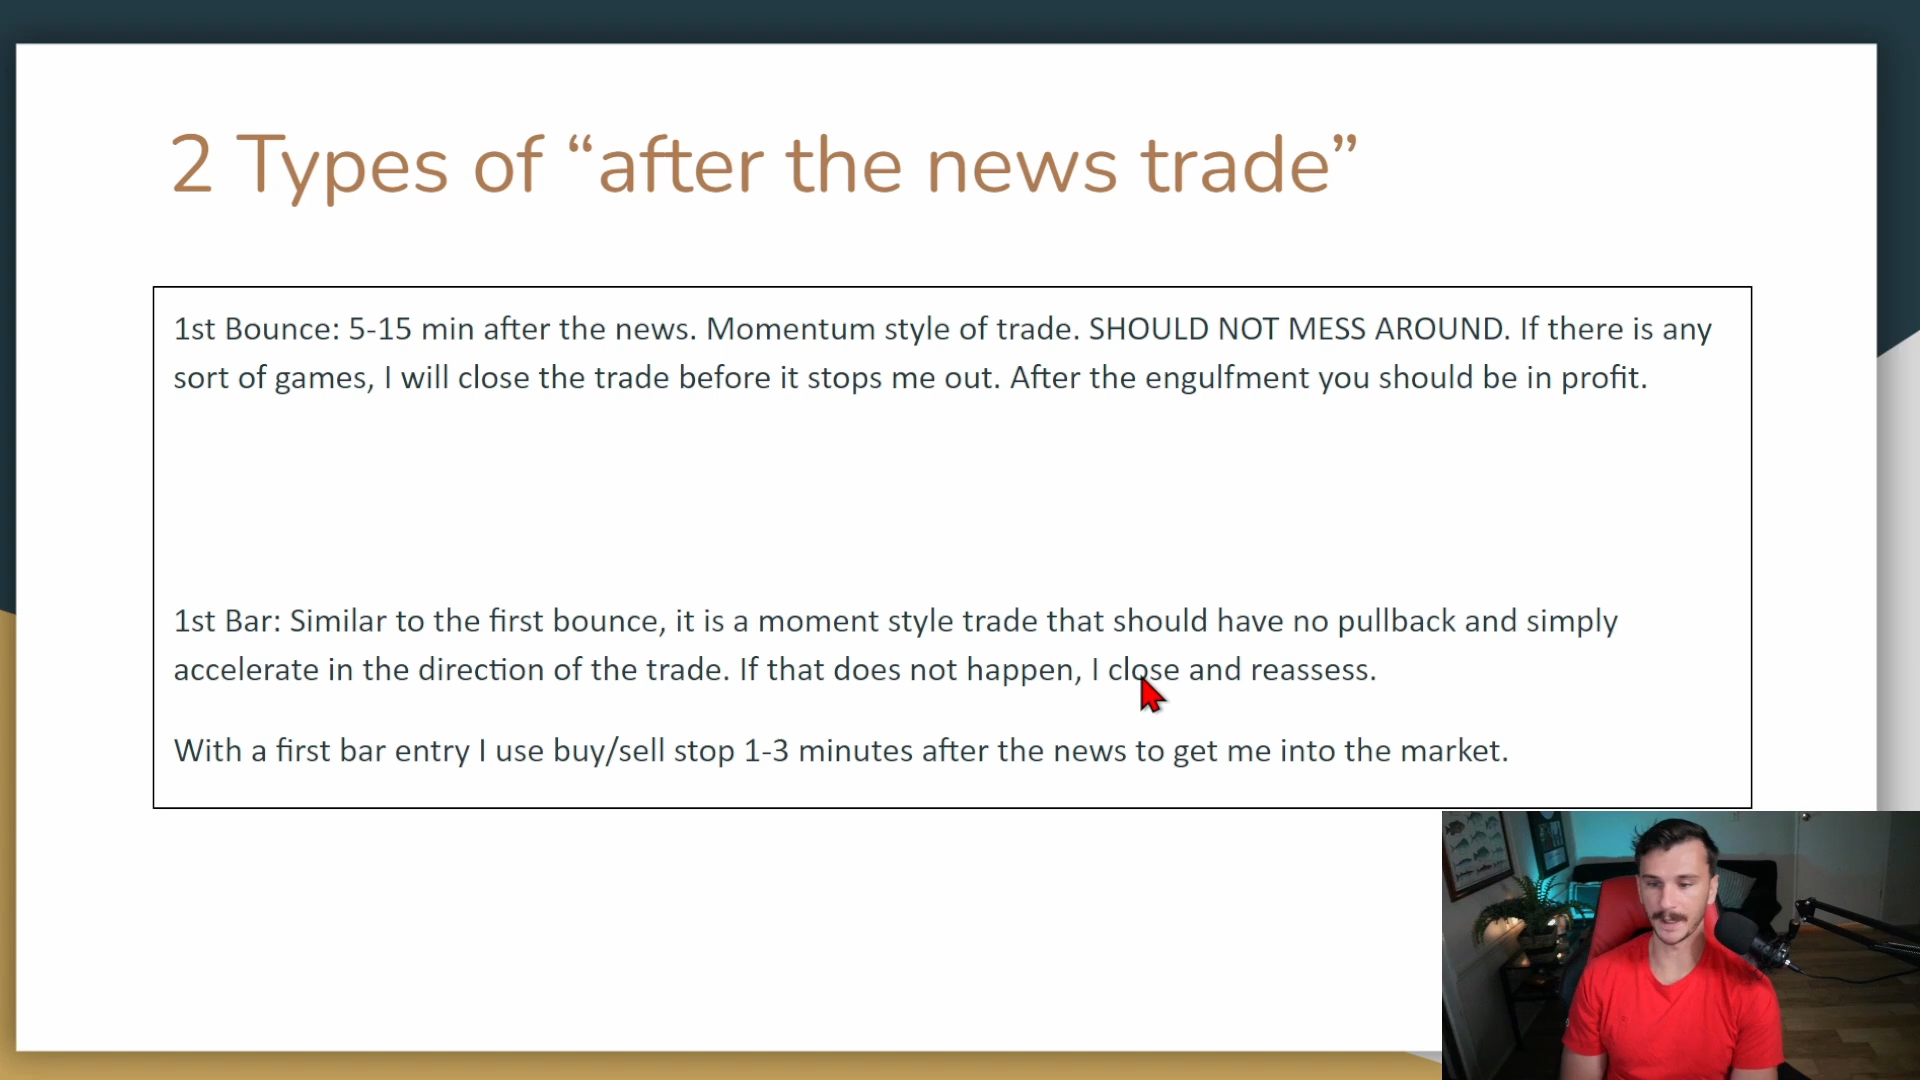 2 Types of “after the news trade”
1st Bounce: 5-15 min after the news. Momentum style of trade. SHOULD NOT MESS AROUND. If there is any
sort of games, I will close the trade before it stops me out. After the engulfment you should be in profit.
1st Bar: Similar to the first bounce, it is a moment style trade that should have no pullback and simply
accelerate in the direction of the trade. If that does not happen, I close and reassess.
With a first bar entry I use buy/sell stop 1-3 minutes after the news to get me into the market.